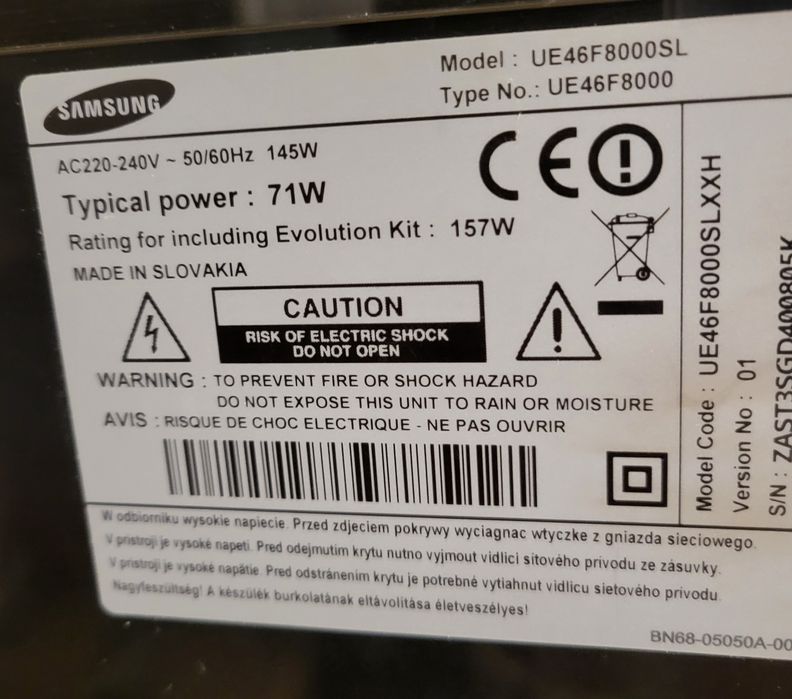 SAMSUNG
Model : UE46F8000SL
Type No.: UE46F8000
AC220-240V ~ 50/60Hz 145W
Typical power : 71W
Rating for including Evolution Kit : 157W
MADE IN SLOVAKIA
CE
CAUTION
RISK OF ELECTRIC SHOCK
DO NOT OPEN
WARNING : TO PREVENT FIRE OR SHOCK HAZARD
DO NOT EXPOSE THIS UNIT TO RAIN OR MOISTURE
AVIS : RISQUE DE CHOC ELECTRIQUE - NE PAS OUVRIR
Model Code : UE46F8000SLXXH
Version No : 01
S/N : ZAST3SGD400805K
W odbiorniku wysokie napiecie. Przed zdjeciem pokrywy wyciagnac wtyczke z gniazda sieciowego.
V pristroji je vysoké napeti. Pred odejmutim krytu nutno vyjmout vidlici sitového privodu ze zásuvky.
V pristroji je vysoké napätie. Pred odstránením krytu je potrebné vytiahnut vidlicu sietového privodu.
Nagyfeszültség! A készülék burkolatának eltávolitása életveszélyes!
BN68-05050A-00